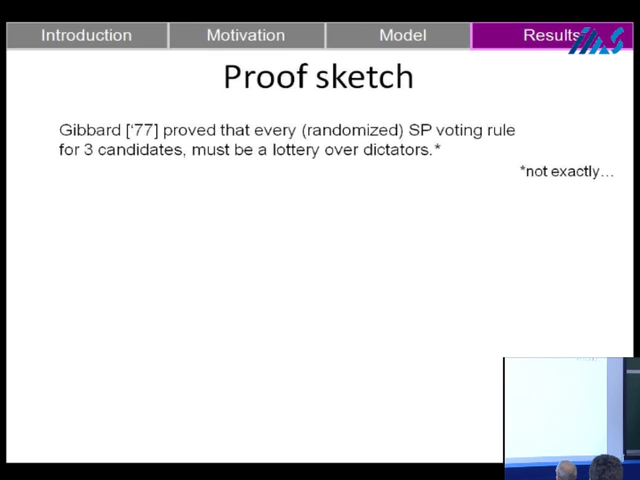 Introduction
Motivation
Model
Results
IMS
Proof sketch
Gibbard [‘77] proved that every (randomized) SP voting rule
for 3 candidates, must be a lottery over dictators.*
*not exactly…